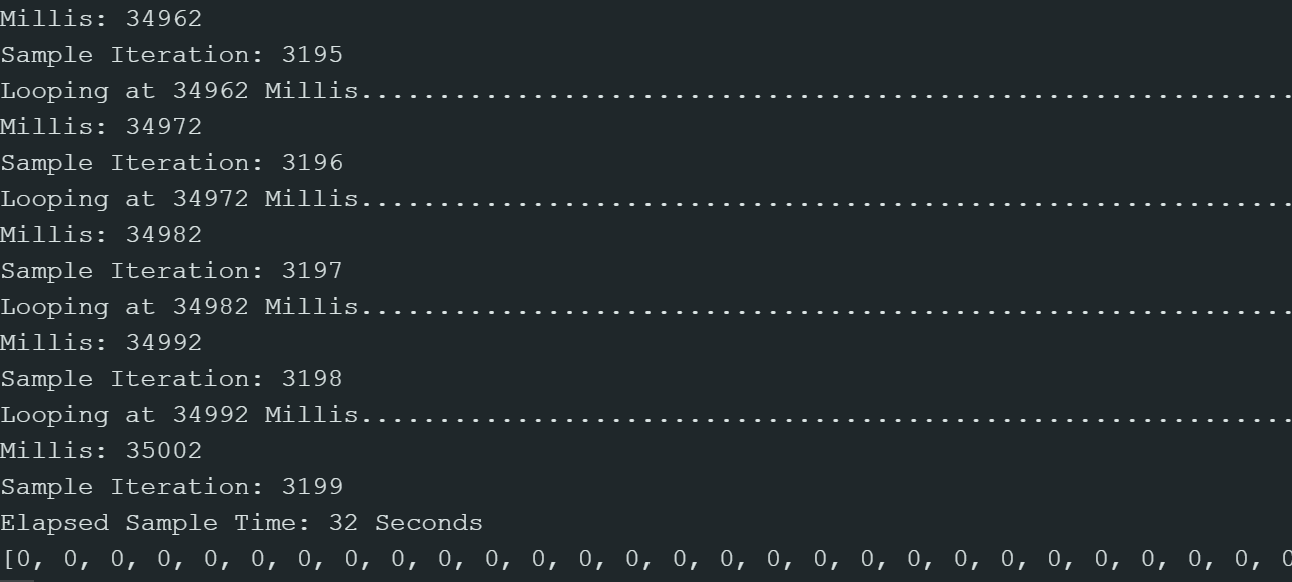 Millis: 34962
Sample Iteration: 3195
Looping at 34962 Millis............................................................
Millis: 34972
Sample Iteration: 3196
Looping at 34972 Millis............................................................
Millis: 34982
Sample Iteration: 3197
Looping at 34982 Millis............................................................
Millis: 34992
Sample Iteration: 3198
Looping at 34992 Millis............................................................
Millis: 35002
Sample Iteration: 3199
Elapsed Sample Time: 32 Seconds
[0, 0, 0, 0, 0, 0, 0, 0, 0, 0, 0, 0, 0, 0, 0, 0, 0, 0, 0, 0, 0, 0, 0, 0, 0, 0, 0, 0